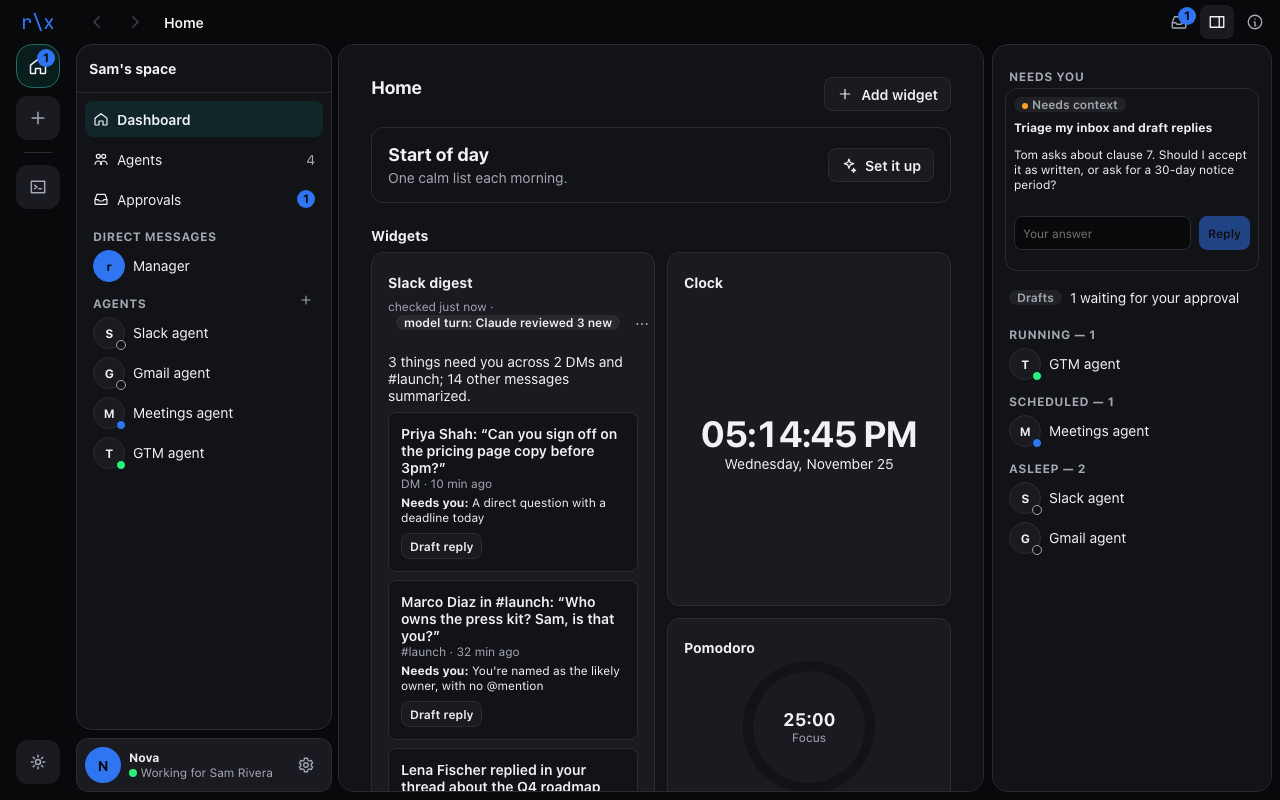 r\x
Home
1
1
Sam's space
Dashboard
Agents
4
Approvals
1
DIRECT MESSAGES
r
Manager
AGENTS
S
Slack agent
G
Gmail agent
M
Meetings agent
T
GTM agent
N
Nova
Working for Sam Rivera
Home
Add widget
Start of day
One calm list each morning.
Set it up
Widgets
Slack digest
checked just now ·
model turn: Claude reviewed 3 new
3 things need you across 2 DMs and
#launch; 14 other messages
summarized.
Priya Shah: “Can you sign off on
the pricing page copy before
3pm?”
DM · 10 min ago
Needs you: A direct question with a
deadline today
Draft reply
Marco Diaz in #launch: “Who
owns the press kit? Sam, is that
you?”
#launch · 32 min ago
Needs you: You're named as the likely
owner, with no @mention
Draft reply
Lena Fischer replied in your
thread about the Q4 roadmap
Clock
05:14:45 PM
Wednesday, November 25
Pomodoro
25:00
Focus
NEEDS YOU
Needs context
Triage my inbox and draft replies
Tom asks about clause 7. Should I accept
it as written, or ask for a 30-day notice
period?
Your answer
Reply
Drafts
1 waiting for your approval
RUNNING — 1
T
GTM agent
SCHEDULED — 1
M
Meetings agent
ASLEEP — 2
S
Slack agent
G
Gmail agent